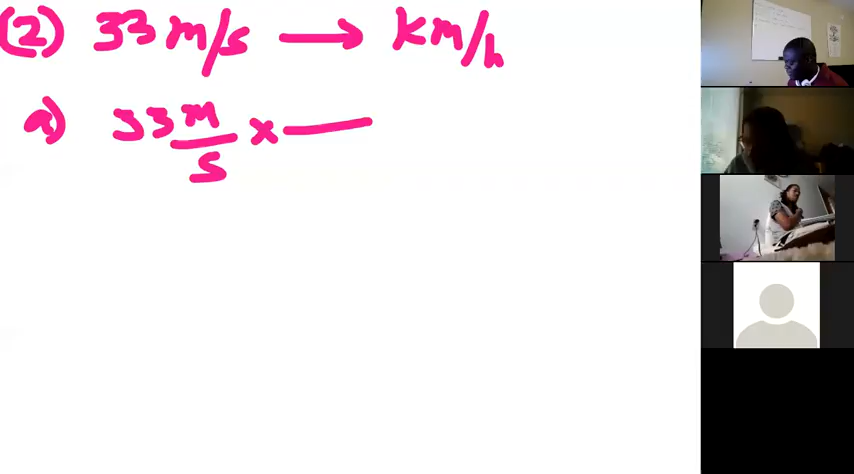 (2) 33 m/s → km/h
a) 33 m/s × —